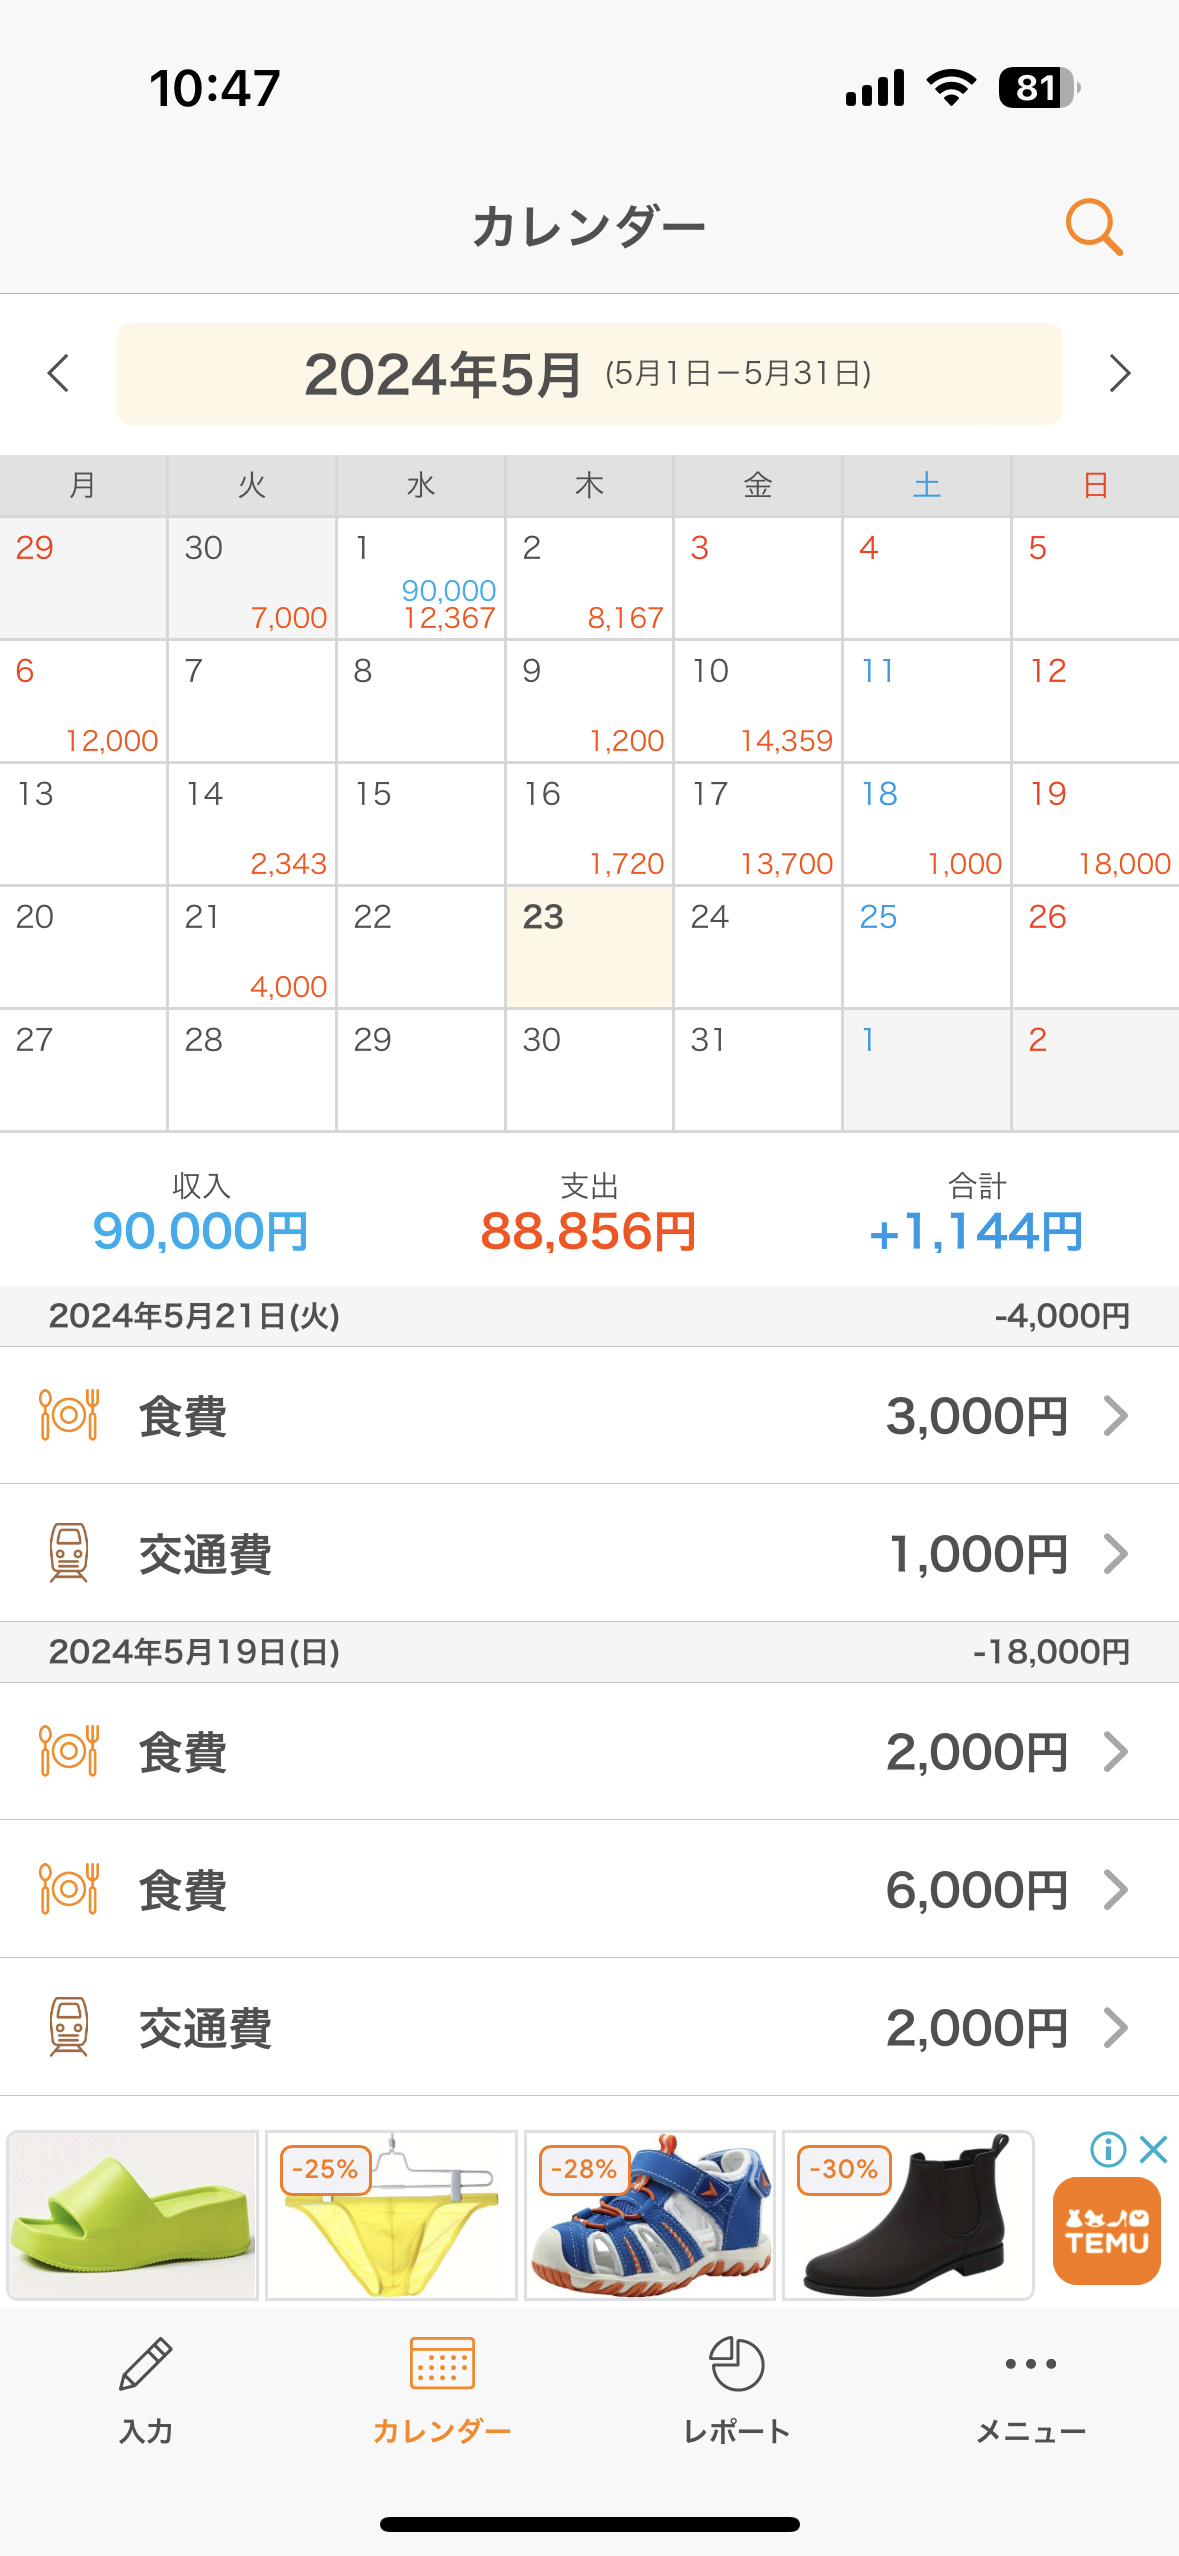 10:47
81
カレンダー
2024年5月 (5月1日－5月31日)
月 火 水 木 金 土 日
29 30 1 2 3 4 5
90,000
7,000 12,367 8,167
6 7 8 9 10 11 12
12,000 1,200 14,359
13 14 15 16 17 18 19
2,343 1,720 13,700 1,000 18,000
20 21 22 23 24 25 26
4,000
27 28 29 30 31 1 2
収入 支出 合計
90,000円 88,856円 +1,144円
2024年5月21日(火) -4,000円
食費 3,000円
交通費 1,000円
2024年5月19日(日) -18,000円
食費 2,000円
食費 6,000円
交通費 2,000円
-25% -28% -30%
TEMU
入力 カレンダー レポート メニュー